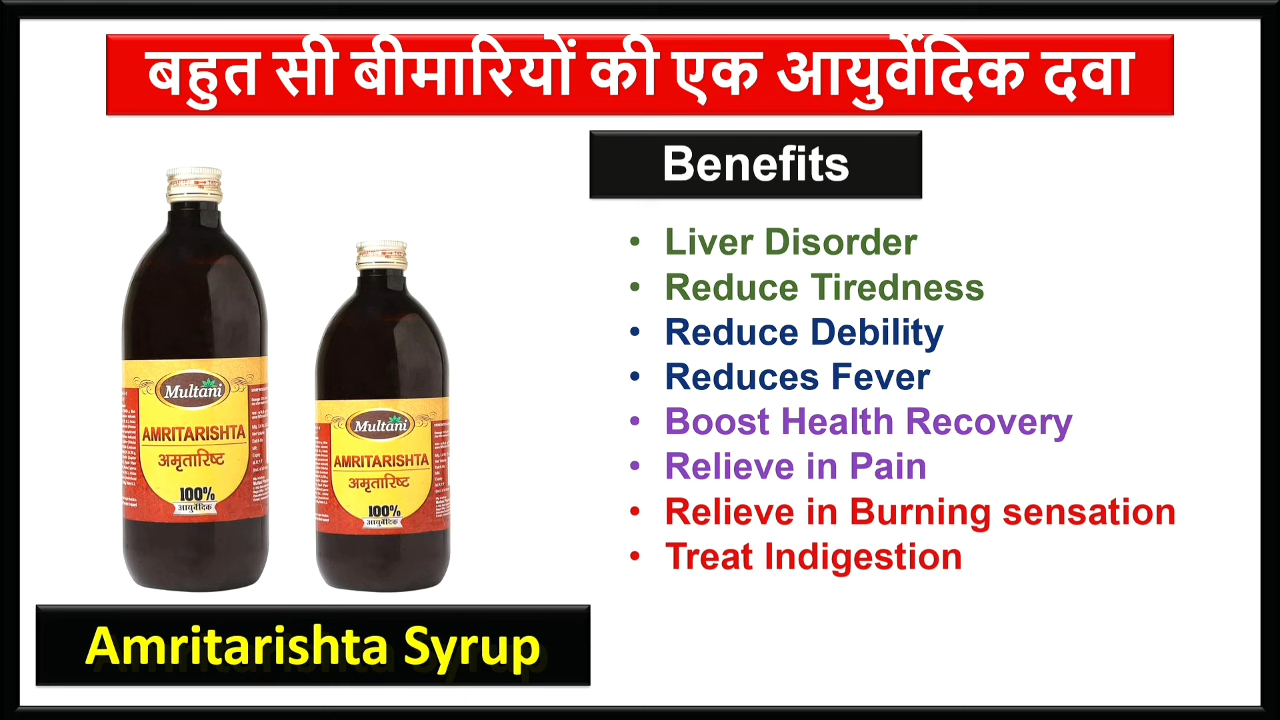 बहुत सी बीमारियों की एक आयुर्वेदिक दवा
Benefits
• Liver Disorder
• Reduce Tiredness
• Reduce Debility
• Reduces Fever
• Boost Health Recovery
• Relieve in Pain
• Relieve in Burning sensation
• Treat Indigestion
Multani
AMRITARISHTA
अमृतारिष्ट
100%
आयुर्वेदिक
Multani
AMRITARISHTA
अमृतारिष्ट
100%
आयुर्वेदिक
Amritarishta Syrup